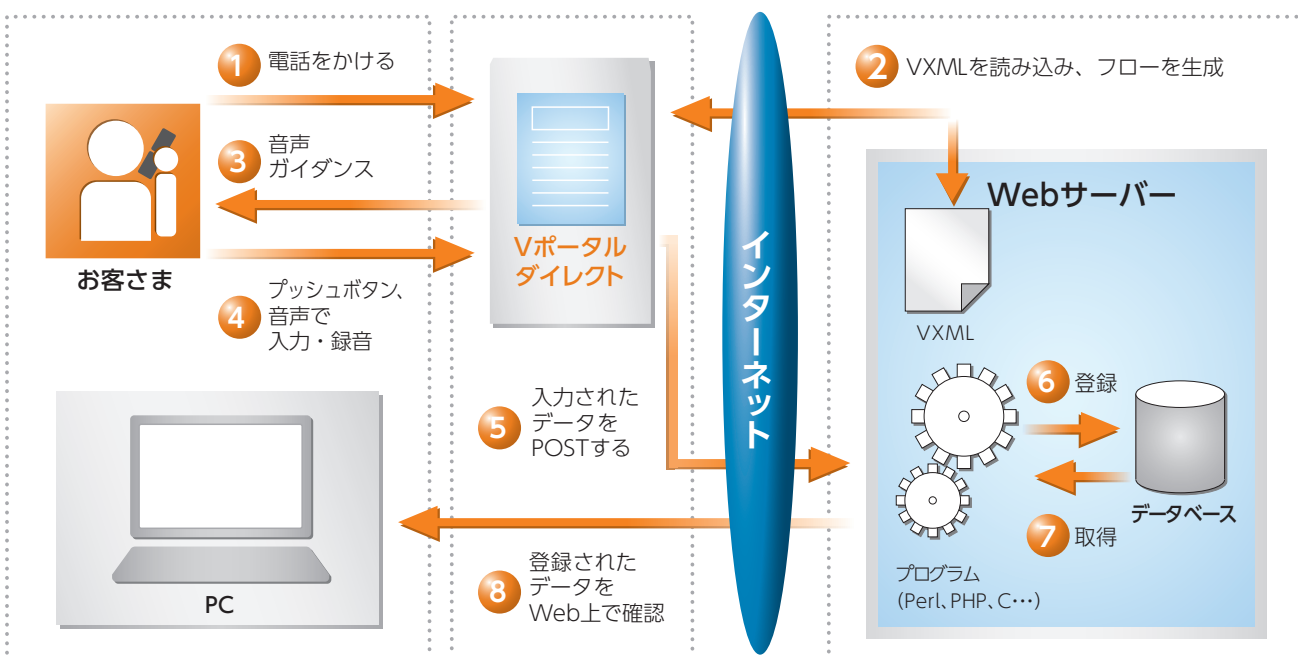 1
電話をかける
2
VXMLを読み込み、フローを生成
3
音声
ガイダンス
お客さま
4
プッシュボタン、
音声で
入力・録音
Vポータル
ダイレクト
インターネット
Webサーバー
VXML
5
入力された
データを
POSTする
6
登録
データベース
7
取得
プログラム
(Perl、PHP、C···)
8
登録された
データを
Web上で確認
PC